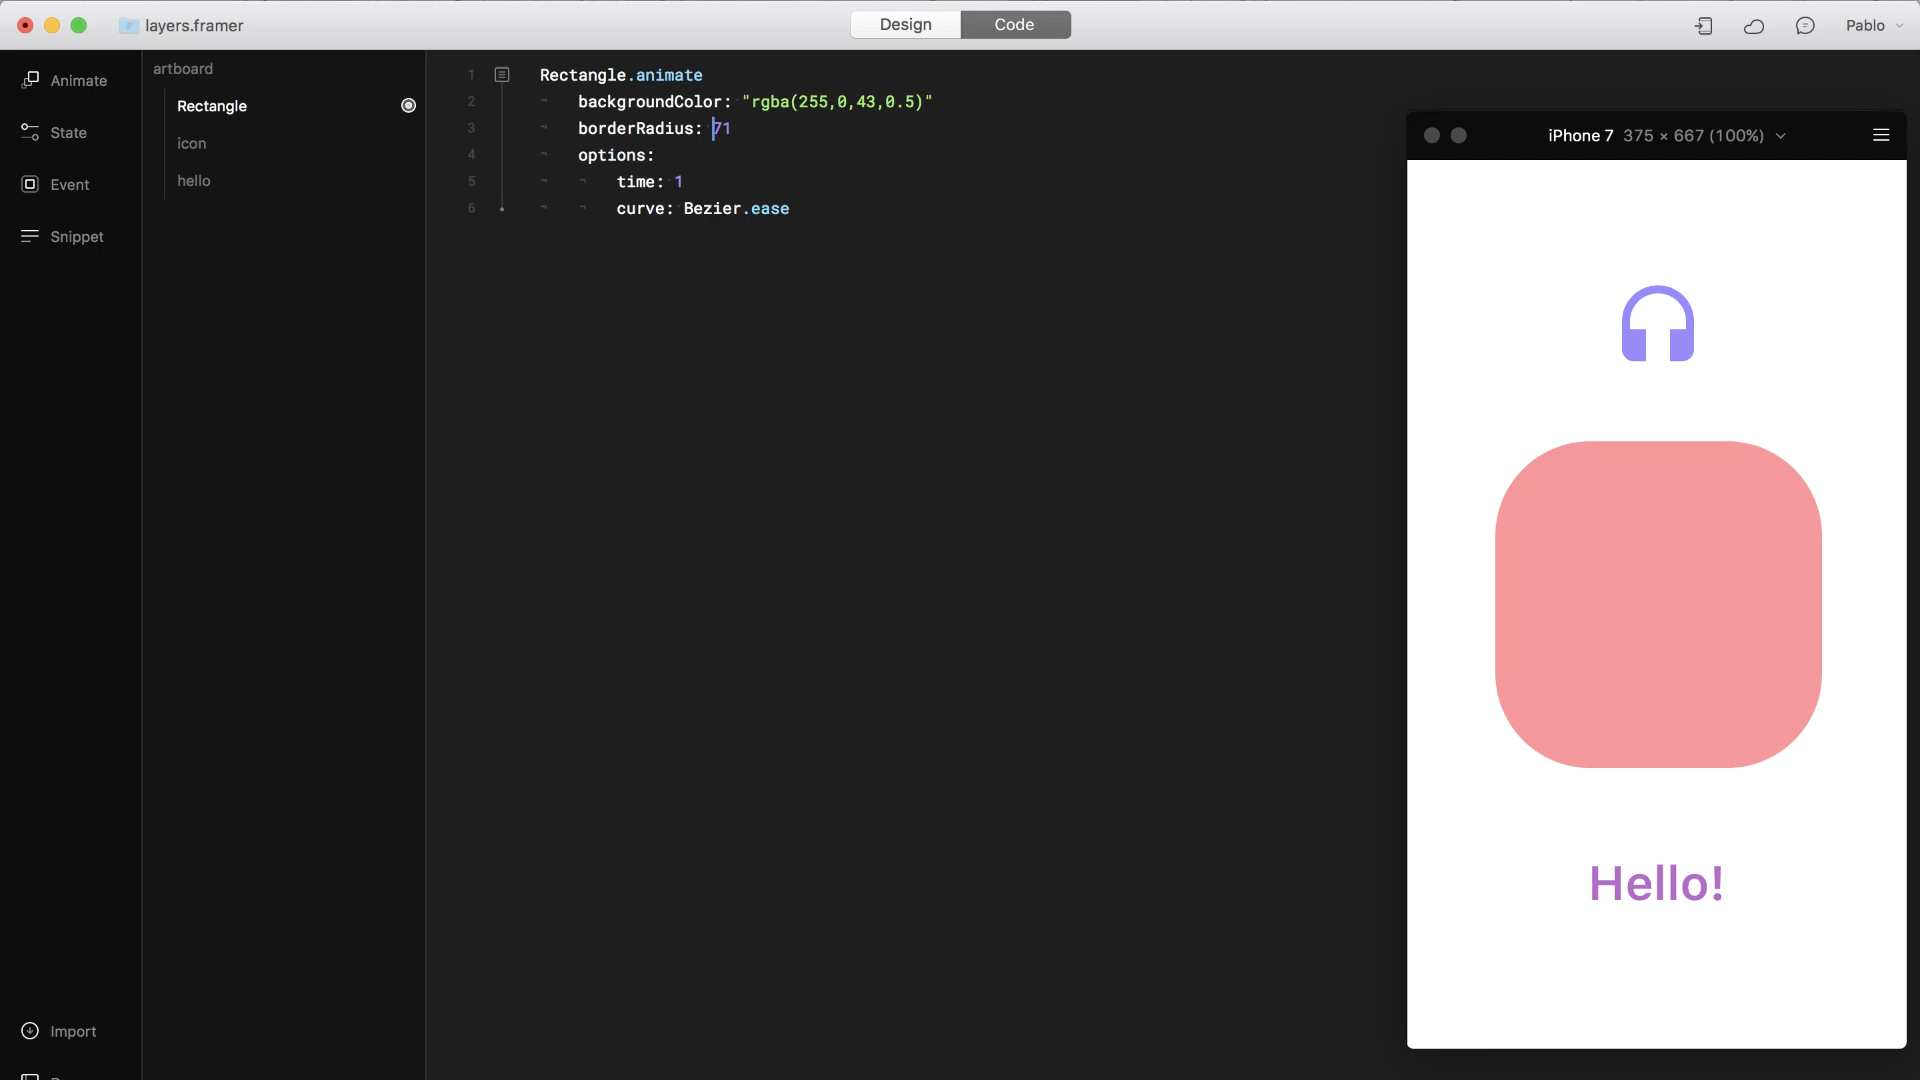 layers.framer
Design
Code
Pablo
Animate
State
Event
Snippet
Import
artboard
Rectangle
icon
hello
1 Rectangle.animate
2 backgroundColor: "rgba(255,0,43,0.5)"
3 borderRadius: 71
4 options:
5 time: 1
6 curve: Bezier.ease
iPhone 7 375 × 667 (100%)
Hello!